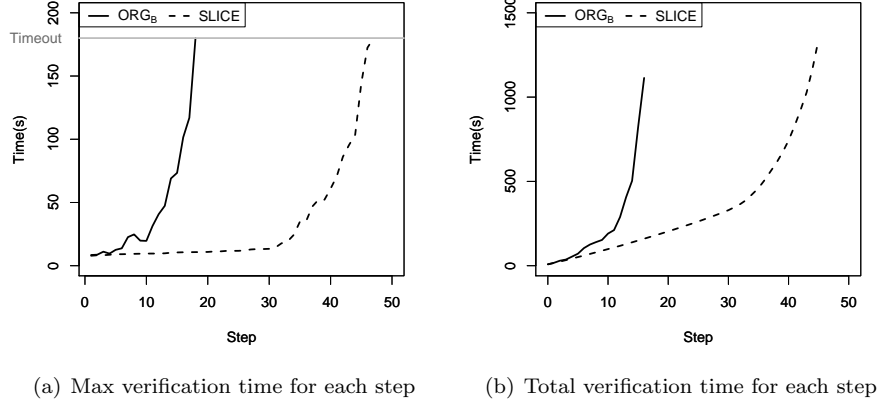 ORG_B SLICE
Timeout
200
150
100
50
0
Time(s)
0 10 20 30 40 50
Step
(a) Max verification time for each step
ORG_B SLICE
1500
1000
500
0
Time(s)
0 10 20 30 40 50
Step
(b) Total verification time for each step